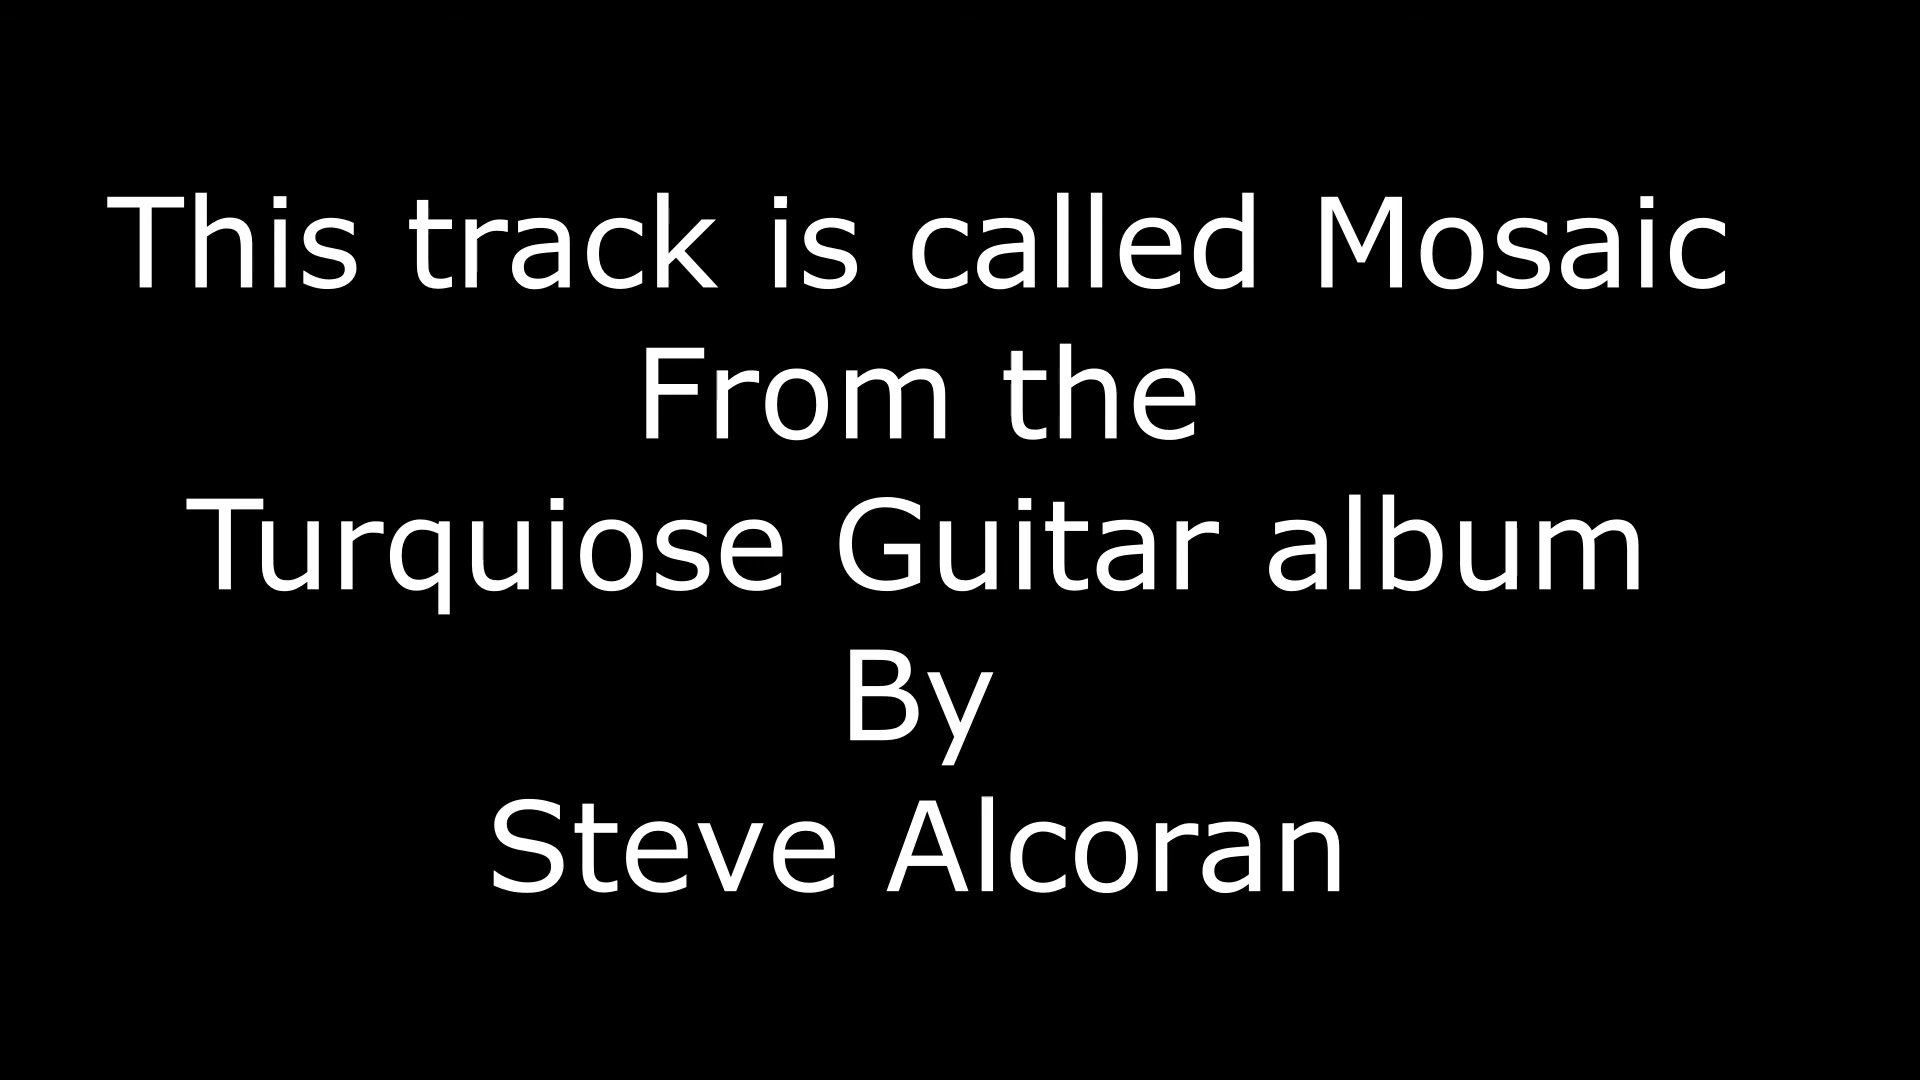 This track is called Mosaic
From the
Turquiose Guitar album
By
Steve Alcoran